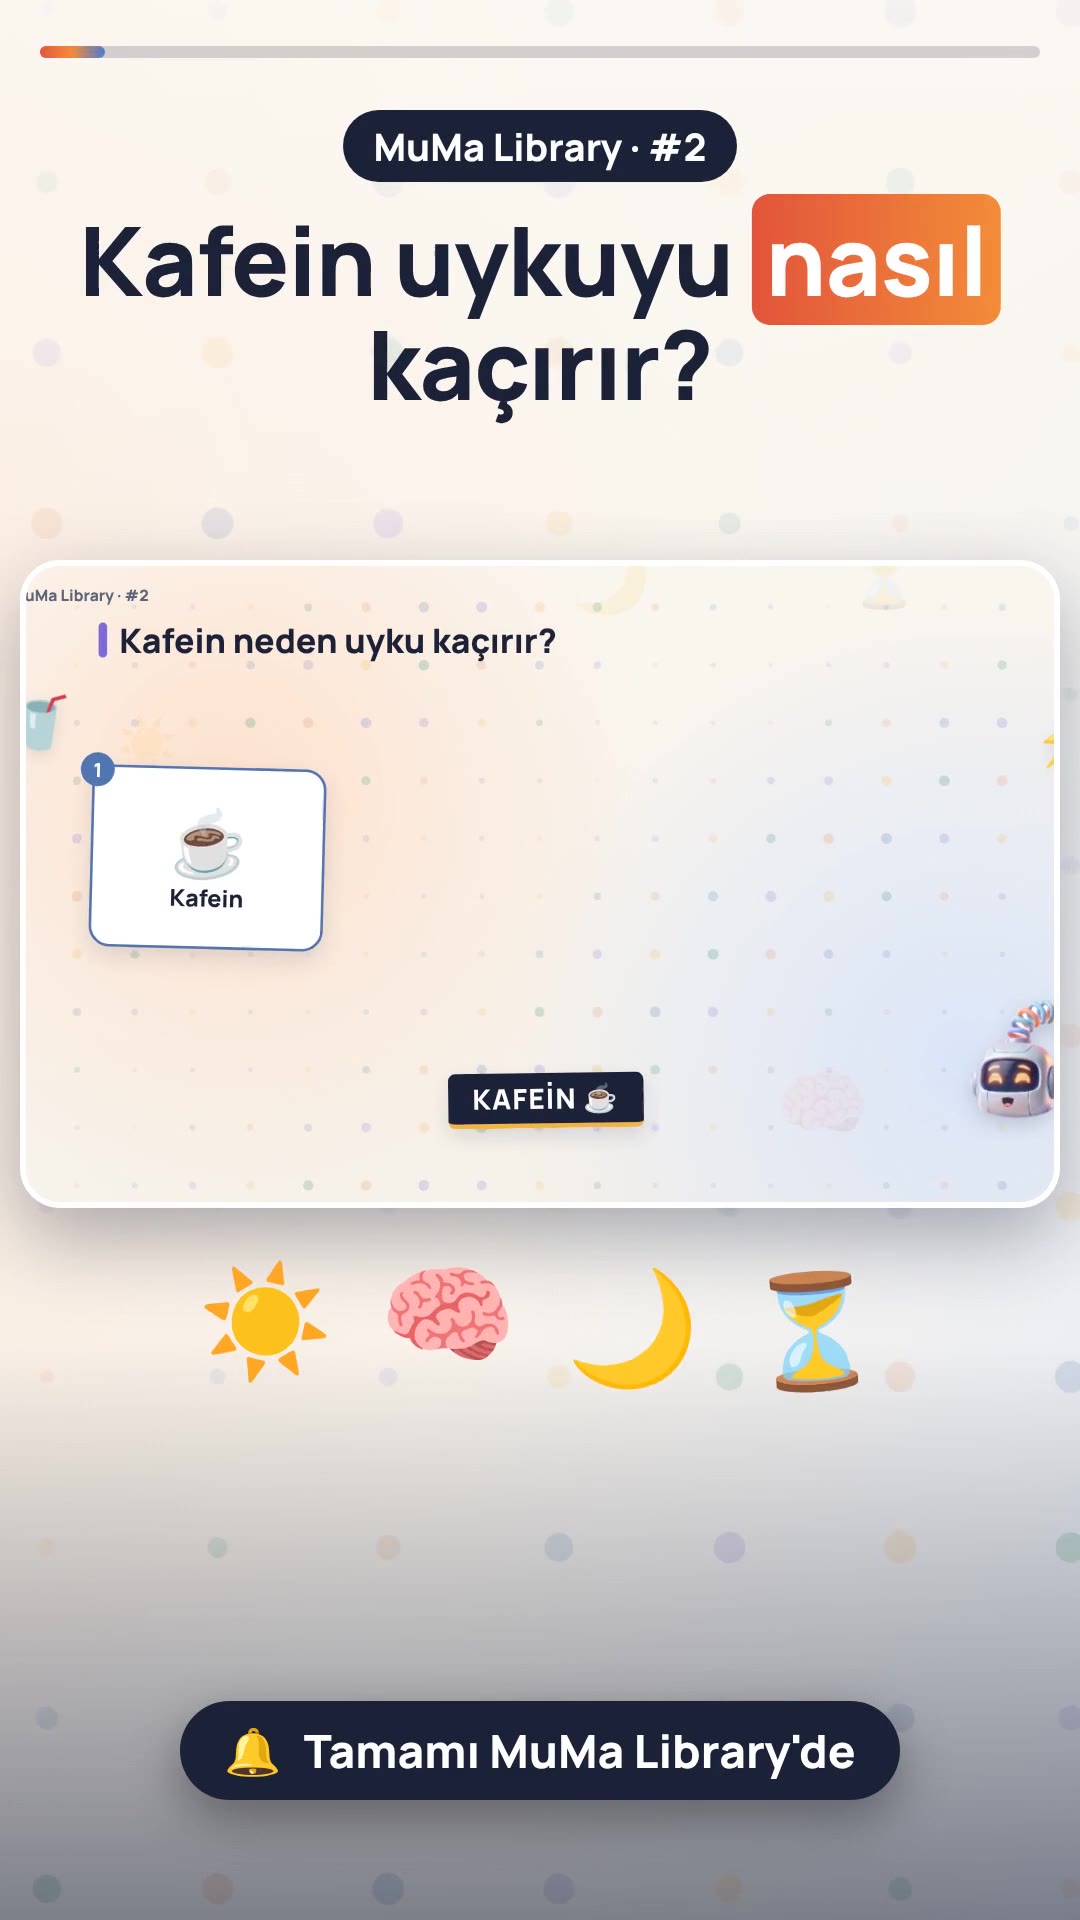 MuMa Library · #2
Kafein uykuyu nasıl
kaçırır?
uMa Library · #2
Kafein neden uyku kaçırır?
1
Kafein
KAFEİN
Tamamı MuMa Library'de